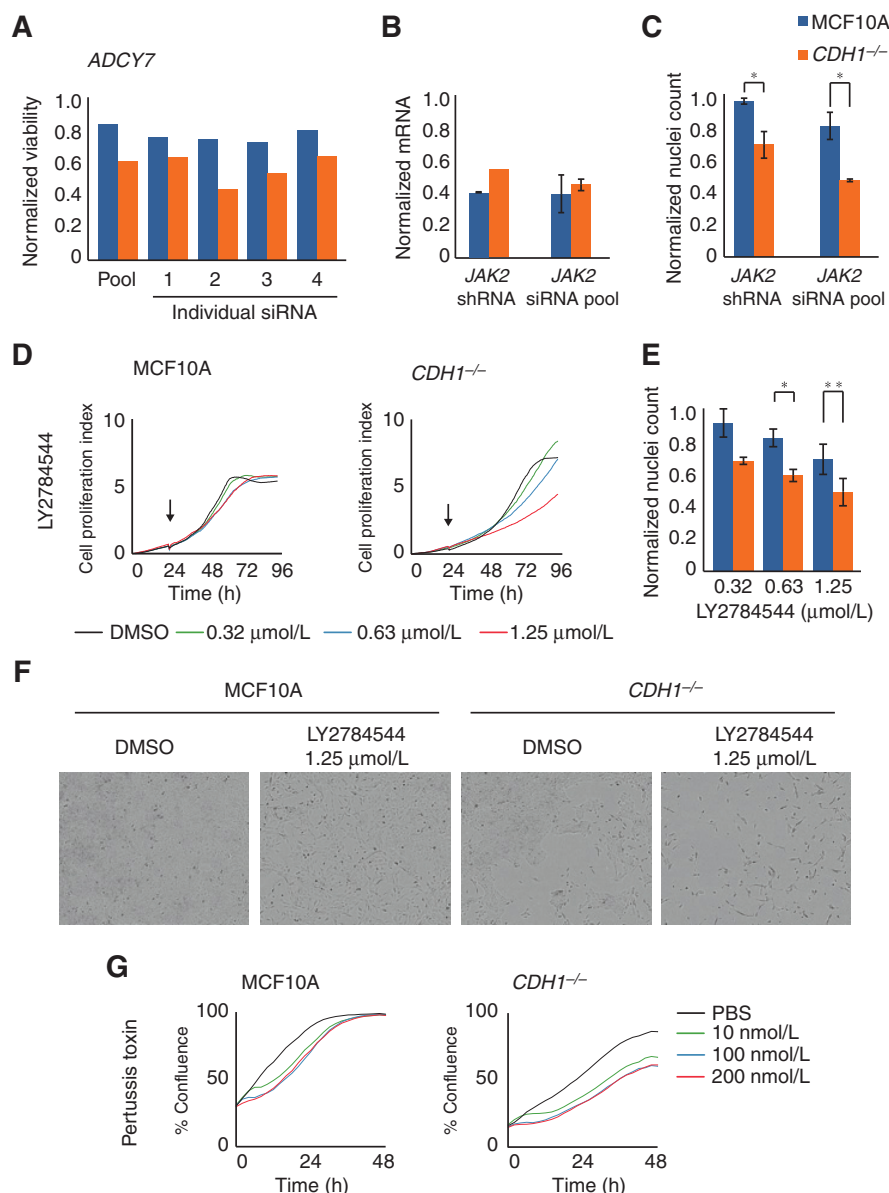 A
ADCY7
Normalized viability
1.0
0.8
0.6
0.4
0.2
0
Pool 1 2 3 4
Individual siRNA
B
Normalized mRNA
1.0
0.8
0.6
0.4
0.2
0
JAK2 JAK2
shRNA siRNA pool
C
MCF10A
CDH1–/–
Normalized nuclei count
1.0
0.8
0.6
0.4
0.2
0
* *
JAK2 JAK2
shRNA siRNA pool
D
LY2784544
MCF10A
Cell proliferation index
10
5
0
0 24 48 72 96
Time (h)
CDH1–/–
Cell proliferation index
10
5
0
0 24 48 72 96
Time (h)
DMSO 0.32 μmol/L 0.63 μmol/L 1.25 μmol/L
E
Normalized nuclei count
1.0
0.8
0.6
0.4
0.2
0
* **
0.32 0.63 1.25
LY2784544 (μmol/L)
F
MCF10A CDH1–/–
DMSO LY2784544 1.25 μmol/L DMSO LY2784544 1.25 μmol/L
G
Pertussis toxin
MCF10A
% Confluence
100
50
0
0 24 48
Time (h)
CDH1–/–
% Confluence
100
50
0
0 24 48
Time (h)
PBS
10 nmol/L
100 nmol/L
200 nmol/L